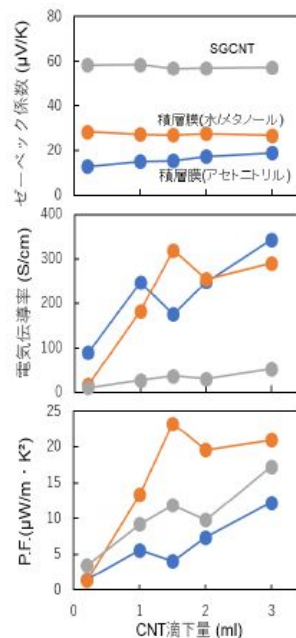 80
60
40
20
0
ゼーベック係数 (μV/K)
SGCNT
積層膜(水/メタノール)
積層膜(アセトニトリル)
400
300
200
100
0
電気伝導率 (S/cm)
25
20
15
10
5
0
P.F.(μW/m・K²)
0 1 2 3
CNT滴下量 (ml)